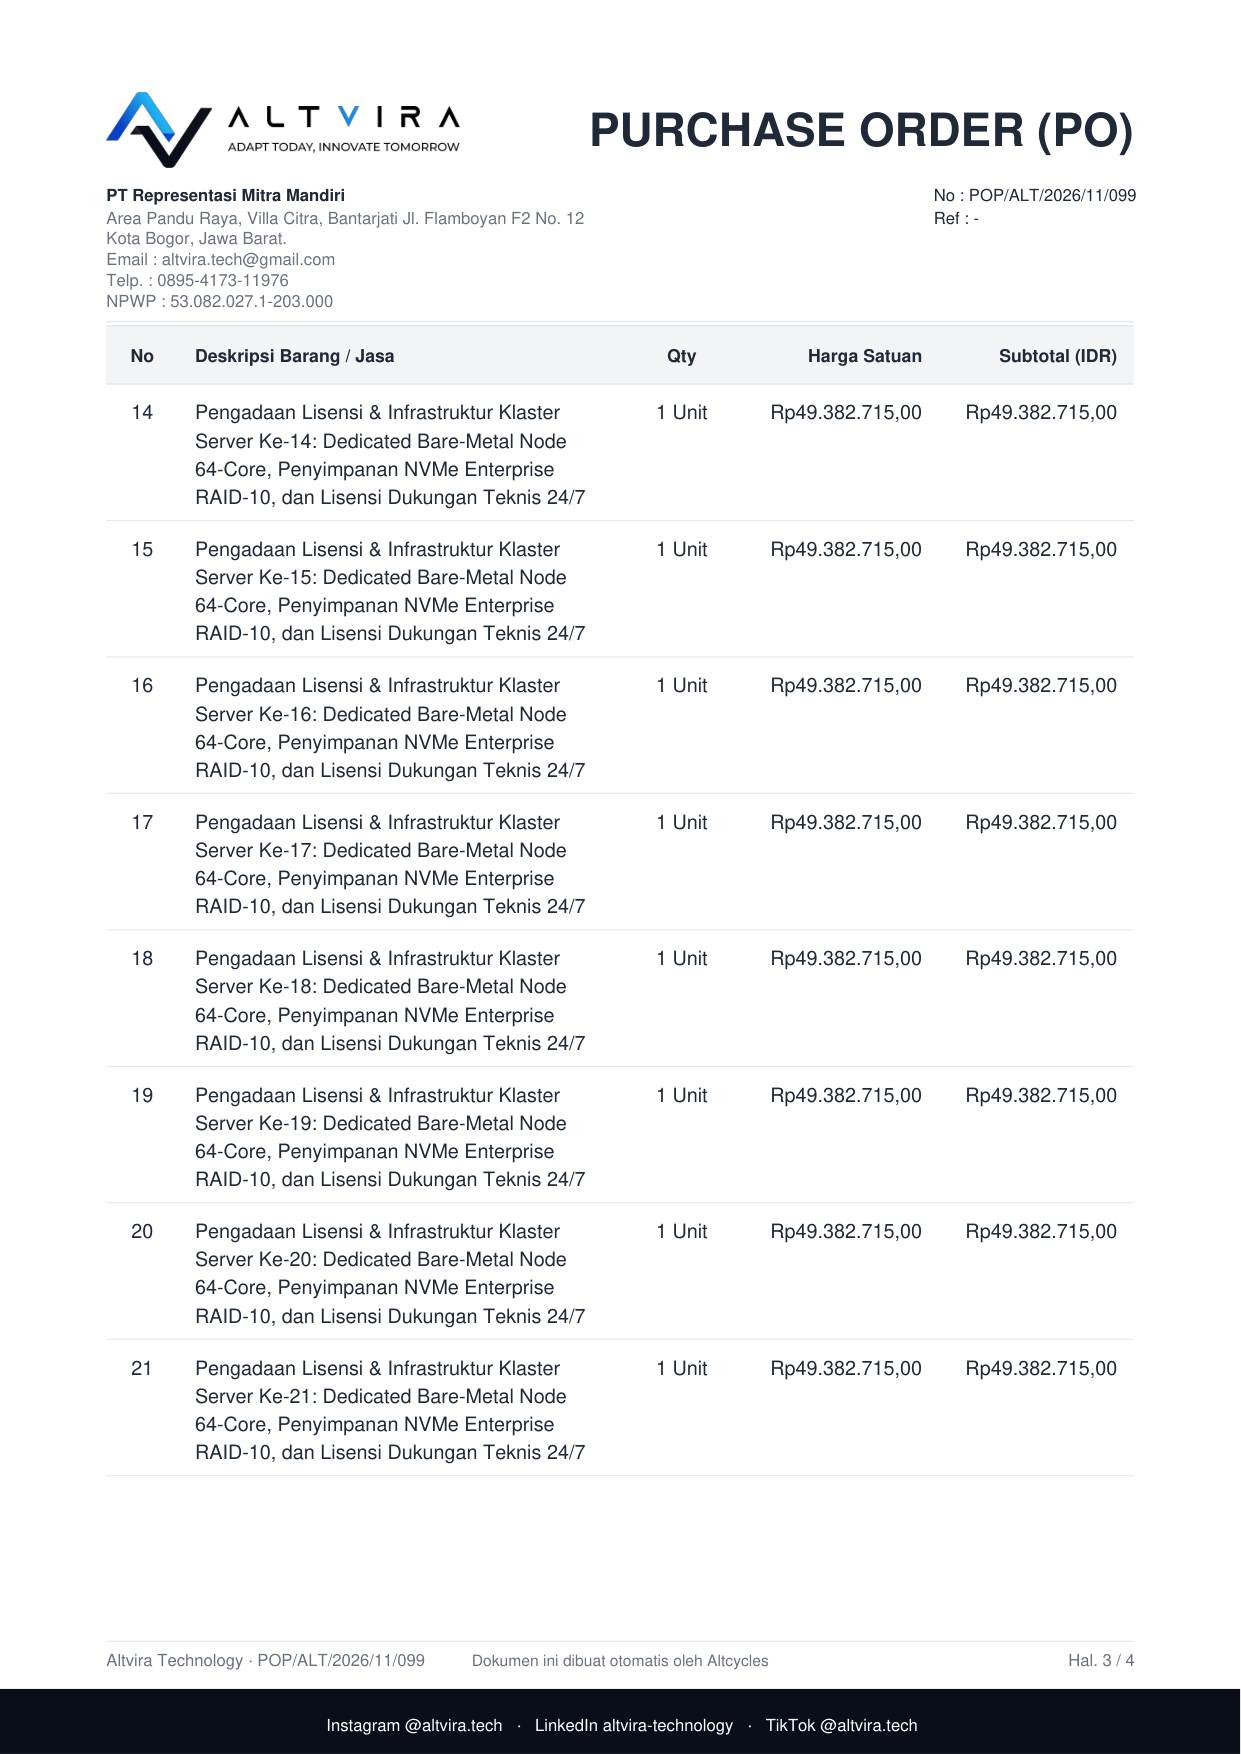 ALTVIRA
ADAPT TODAY, INNOVATE TOMORROW
PURCHASE ORDER (PO)
PT Representasi Mitra Mandiri
Area Pandu Raya, Villa Citra, Bantarjati Jl. Flamboyan F2 No. 12
Kota Bogor, Jawa Barat.
Email : altvira.tech@gmail.com
Telp. : 0895-4173-11976
NPWP : 53.082.027.1-203.000
No : POP/ALT/2026/11/099
Ref : -
No Deskripsi Barang / Jasa Qty Harga Satuan Subtotal (IDR)
14 Pengadaan Lisensi & Infrastruktur Klaster 1 Unit Rp49.382.715,00 Rp49.382.715,00
Server Ke-14: Dedicated Bare-Metal Node
64-Core, Penyimpanan NVMe Enterprise
RAID-10, dan Lisensi Dukungan Teknis 24/7
15 Pengadaan Lisensi & Infrastruktur Klaster 1 Unit Rp49.382.715,00 Rp49.382.715,00
Server Ke-15: Dedicated Bare-Metal Node
64-Core, Penyimpanan NVMe Enterprise
RAID-10, dan Lisensi Dukungan Teknis 24/7
16 Pengadaan Lisensi & Infrastruktur Klaster 1 Unit Rp49.382.715,00 Rp49.382.715,00
Server Ke-16: Dedicated Bare-Metal Node
64-Core, Penyimpanan NVMe Enterprise
RAID-10, dan Lisensi Dukungan Teknis 24/7
17 Pengadaan Lisensi & Infrastruktur Klaster 1 Unit Rp49.382.715,00 Rp49.382.715,00
Server Ke-17: Dedicated Bare-Metal Node
64-Core, Penyimpanan NVMe Enterprise
RAID-10, dan Lisensi Dukungan Teknis 24/7
18 Pengadaan Lisensi & Infrastruktur Klaster 1 Unit Rp49.382.715,00 Rp49.382.715,00
Server Ke-18: Dedicated Bare-Metal Node
64-Core, Penyimpanan NVMe Enterprise
RAID-10, dan Lisensi Dukungan Teknis 24/7
19 Pengadaan Lisensi & Infrastruktur Klaster 1 Unit Rp49.382.715,00 Rp49.382.715,00
Server Ke-19: Dedicated Bare-Metal Node
64-Core, Penyimpanan NVMe Enterprise
RAID-10, dan Lisensi Dukungan Teknis 24/7
20 Pengadaan Lisensi & Infrastruktur Klaster 1 Unit Rp49.382.715,00 Rp49.382.715,00
Server Ke-20: Dedicated Bare-Metal Node
64-Core, Penyimpanan NVMe Enterprise
RAID-10, dan Lisensi Dukungan Teknis 24/7
21 Pengadaan Lisensi & Infrastruktur Klaster 1 Unit Rp49.382.715,00 Rp49.382.715,00
Server Ke-21: Dedicated Bare-Metal Node
64-Core, Penyimpanan NVMe Enterprise
RAID-10, dan Lisensi Dukungan Teknis 24/7
Altvira Technology · POP/ALT/2026/11/099 Dokumen ini dibuat otomatis oleh Altcycles Hal. 3 / 4
Instagram @altvira.tech · LinkedIn altvira-technology · TikTok @altvira.tech